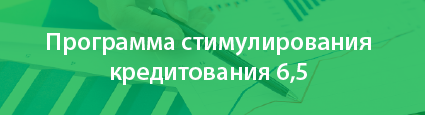 Программа стимулирования
кредитования 6,5